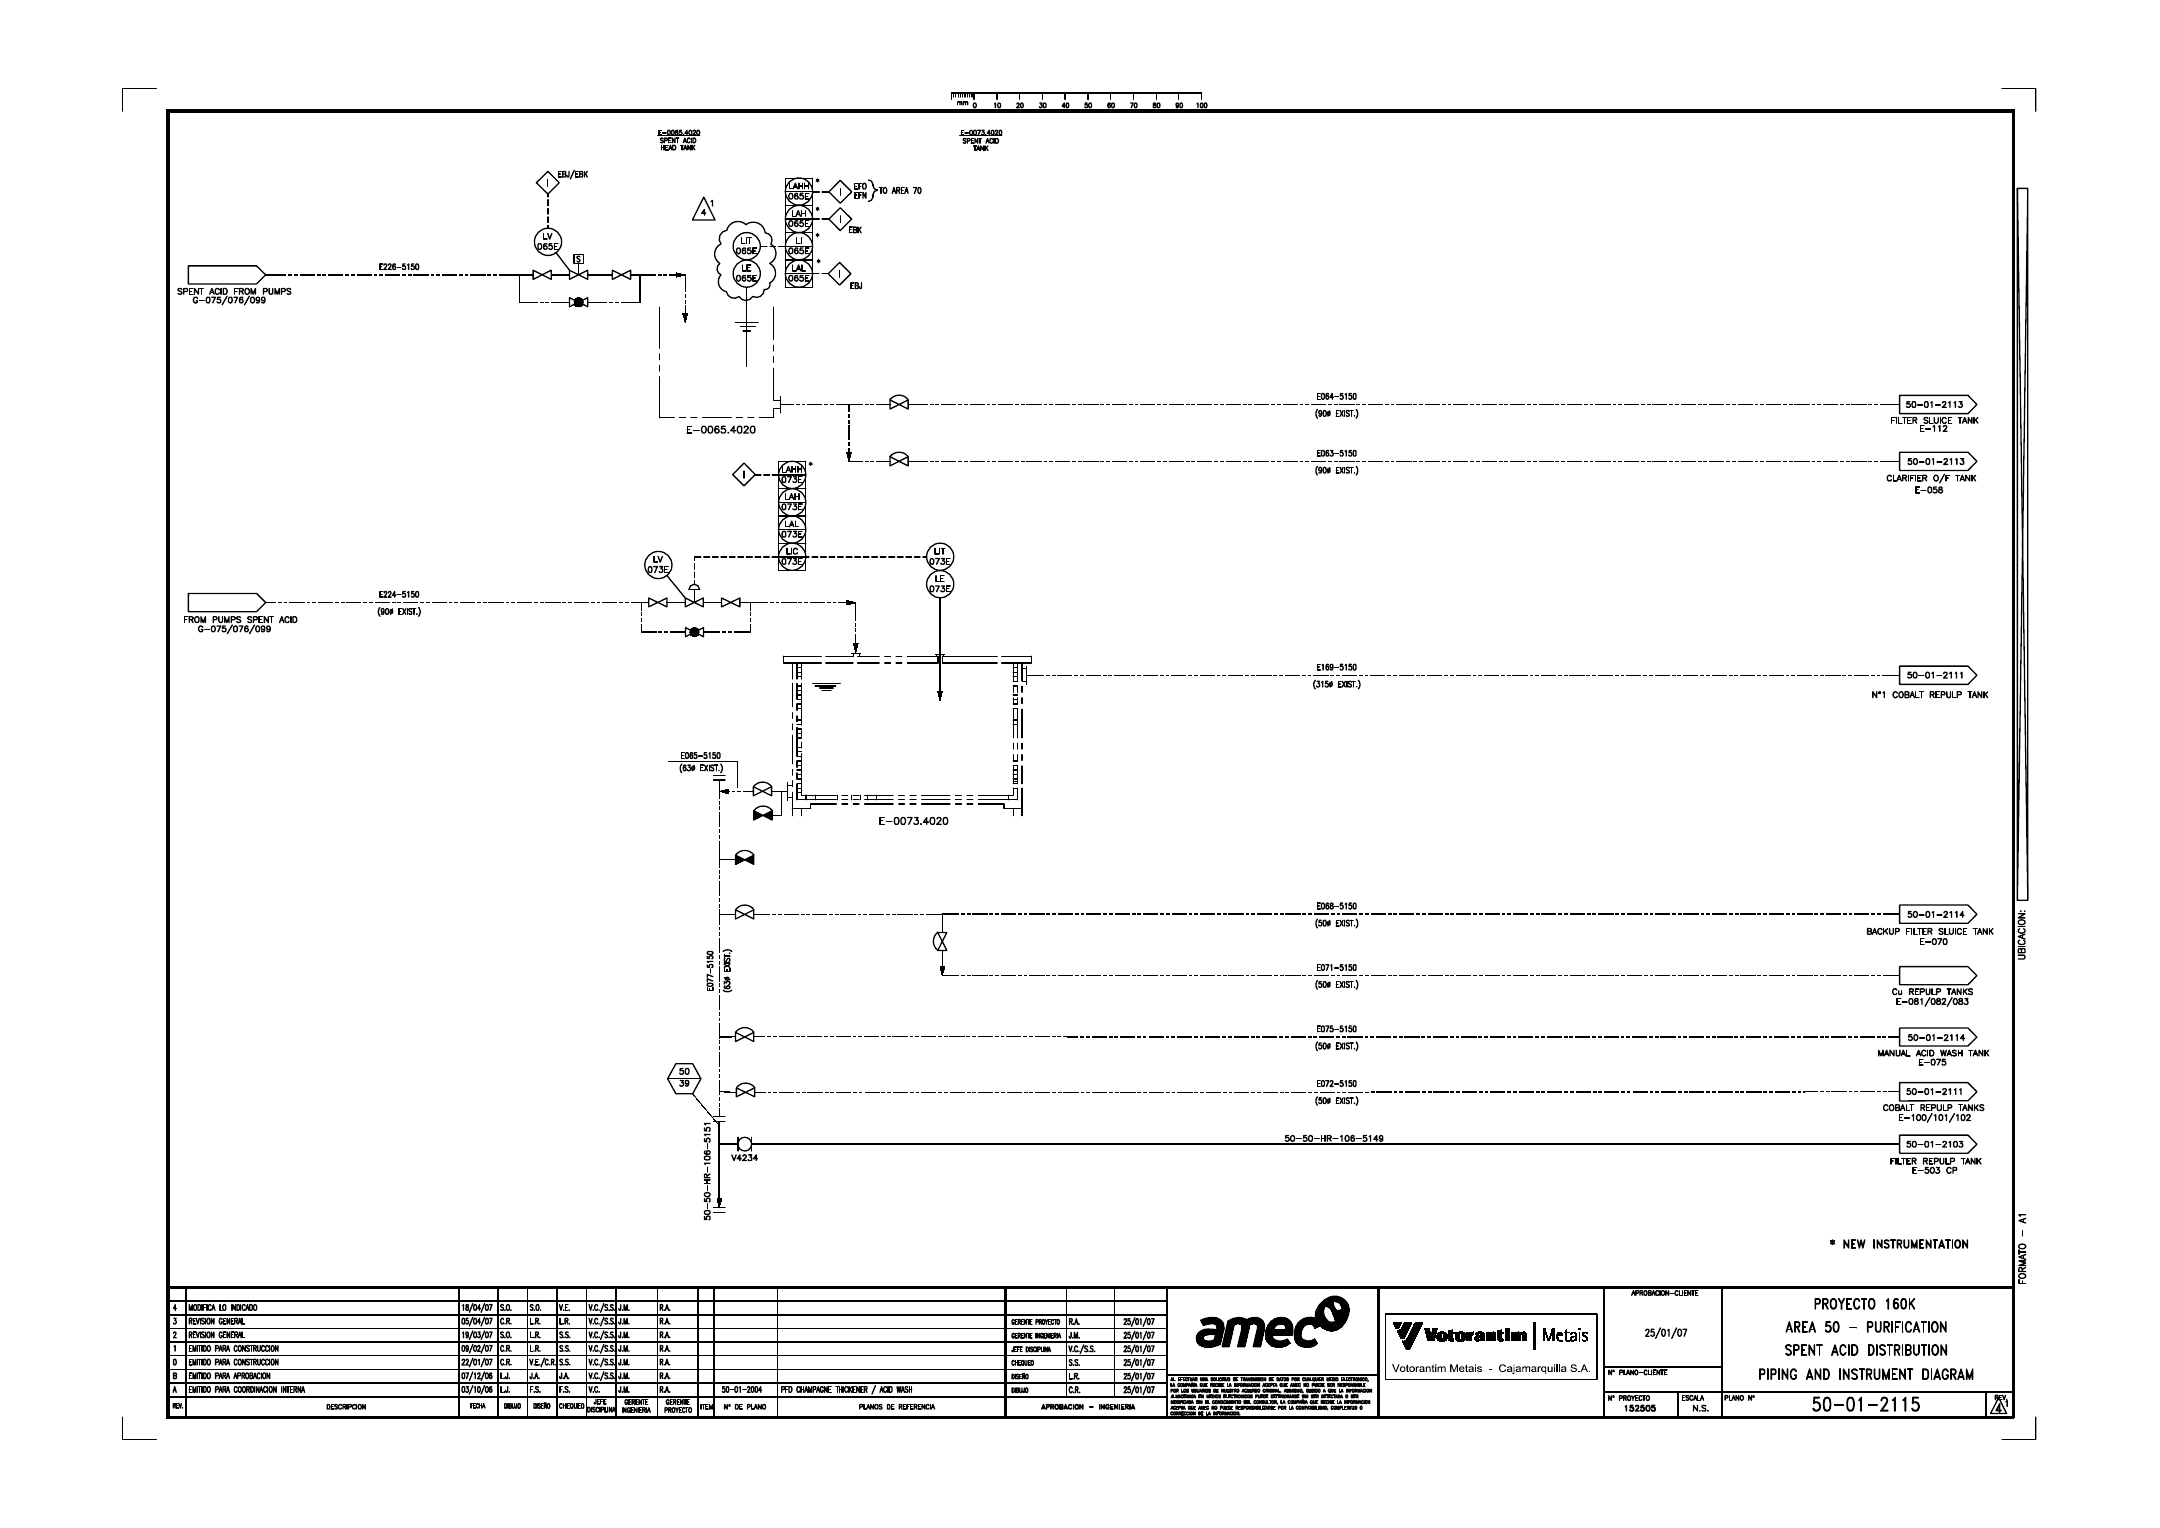 mm 0 10 20 30 40 50 60 70 80 90 100
E-0065.4020
SPENT ACID
HEAD TANK
E-0073.4020
SPENT ACID
TANK
I
EBJ/EBK
LV
065E
S
E226-5150
SPENT ACID FROM PUMPS
G-075/076/099
4
1
LIT
065E
LE
065E
LAHH
065E
*
I
EFO
EFN
TO AREA 70
LAH
065E
*
I
EBK
LI
065E
*
LAL
065E
*
I
EBJ
E-0065.4020
E064-5150
(90ø EXIST.)
50-01-2113
FILTER SLUICE TANK
E-112
E063-5150
(90ø EXIST.)
50-01-2113
CLARIFIER O/F TANK
E-058
I
LAHH
073E
*
LAH
073E
LAL
073E
LIC
073E
LV
073E
LIT
073E
LE
073E
E224-5150
(90ø EXIST.)
FROM PUMPS SPENT ACID
G-075/076/099
E169-5150
(315ø EXIST.)
50-01-2111
N°1 COBALT REPULP TANK
E065-5150
(63ø EXIST.)
E-0073.4020
E077-5150
(63ø EXIST.)
E068-5150
(50ø EXIST.)
50-01-2114
BACKUP FILTER SLUICE TANK
E-070
E071-5150
(50ø EXIST.)
Cu REPULP TANKS
E-081/082/083
E075-5150
(50ø EXIST.)
50-01-2114
MANUAL ACID WASH TANK
E-075
50
39
E072-5150
(50ø EXIST.)
50-01-2111
COBALT REPULP TANKS
E-100/101/102
50-50-HR-106-5151
V4234
50-50-HR-106-5149
50-01-2103
FILTER REPULP TANK
E-503 CP
* NEW INSTRUMENTATION
UBICACION:
FORMATO - A1
4 MODIFICA LO INDICADO 18/04/07 S.O. S.O. V.E. V.C./S.S. J.M. R.A.
3 REVISION GENERAL 05/04/07 C.R. L.R. L.R. V.C./S.S. J.M. R.A.
2 REVISION GENERAL 19/03/07 S.O. L.R. S.S. V.C./S.S. J.M. R.A.
1 EMITIDO PARA CONSTRUCCION 09/02/07 C.R. L.R. S.S. V.C./S.S. J.M. R.A.
0 EMITIDO PARA CONSTRUCCION 22/01/07 C.R. V.E./C.R. S.S. V.C./S.S. J.M. R.A.
B EMITIDO PARA APROBACION 07/12/06 L.J. J.A. J.A. V.C./S.S. J.M. R.A.
A EMITIDO PARA COORDINACION INTERNA 03/10/06 L.J. F.S. F.S. V.C. J.M. R.A.
REV. DESCRIPCION FECHA DIBUJO DISEÑO CHEQUEO JEFE DISCIPLINA GERENTE INGENIERIA GERENTE PROYECTO
50-01-2004 PFD CHAMPAGNE THICKENER / ACID WASH
ITEM N° DE PLANO PLANOS DE REFERENCIA
GERENTE PROYECTO R.A. 25/01/07
GERENTE INGENIERIA J.M. 25/01/07
JEFE DISCIPLINA V.C./S.S. 25/01/07
CHEQUEO S.S. 25/01/07
DISEÑO L.R. 25/01/07
DIBUJO C.R. 25/01/07
APROBACION - INGENIERIA
amec
Votorantim | Metais
Votorantim Metais - Cajamarquilla S.A.
APROBACION-CLIENTE
25/01/07
N° PLANO-CLIENTE
N° PROYECTO
152505
ESCALA
N.S.
PROYECTO 160K
AREA 50 - PURIFICATION
SPENT ACID DISTRIBUTION
PIPING AND INSTRUMENT DIAGRAM
PLANO N°
50-01-2115
REV.
4
1